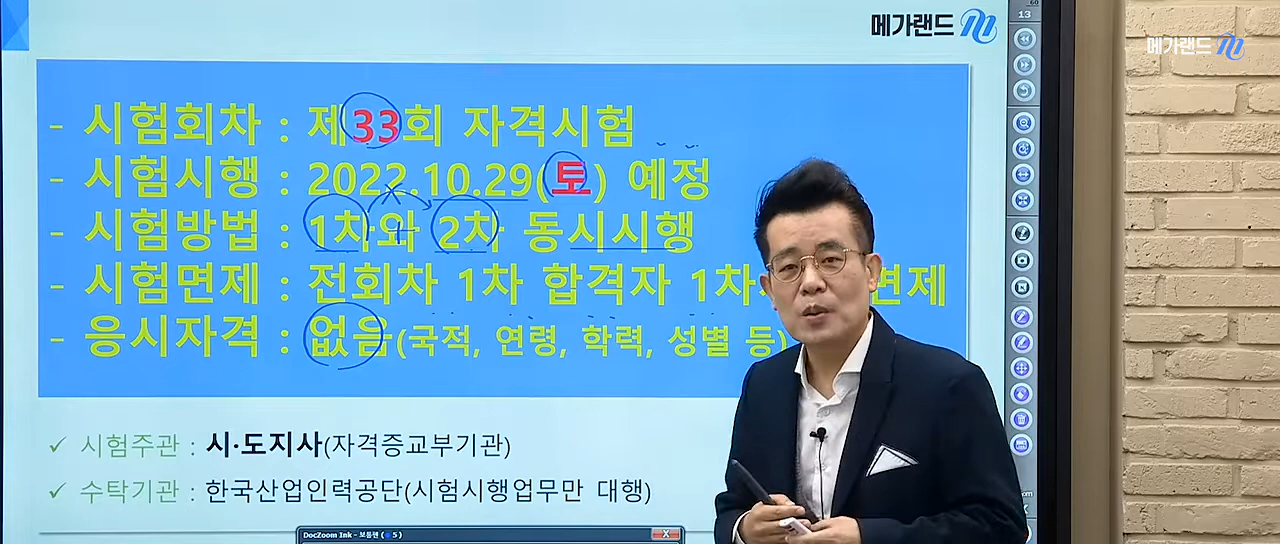 메가랜드
메가랜드
- 시험회차 : 제33회 자격시험
- 시험시행 : 2022.10.29(토) 예정
- 시험방법 : 1차와 2차 동시시행
- 시험면제 : 전회차 1차 합격자 1차 면제
- 응시자격 : 없음(국적, 연령, 학력, 성별 등)
✓ 시험주관 : 시·도지사(자격증교부기관)
✓ 수탁기관 : 한국산업인력공단(시험시행업무만 대행)
DocZoom Ink - 보통펜 ( 5 )
13
60